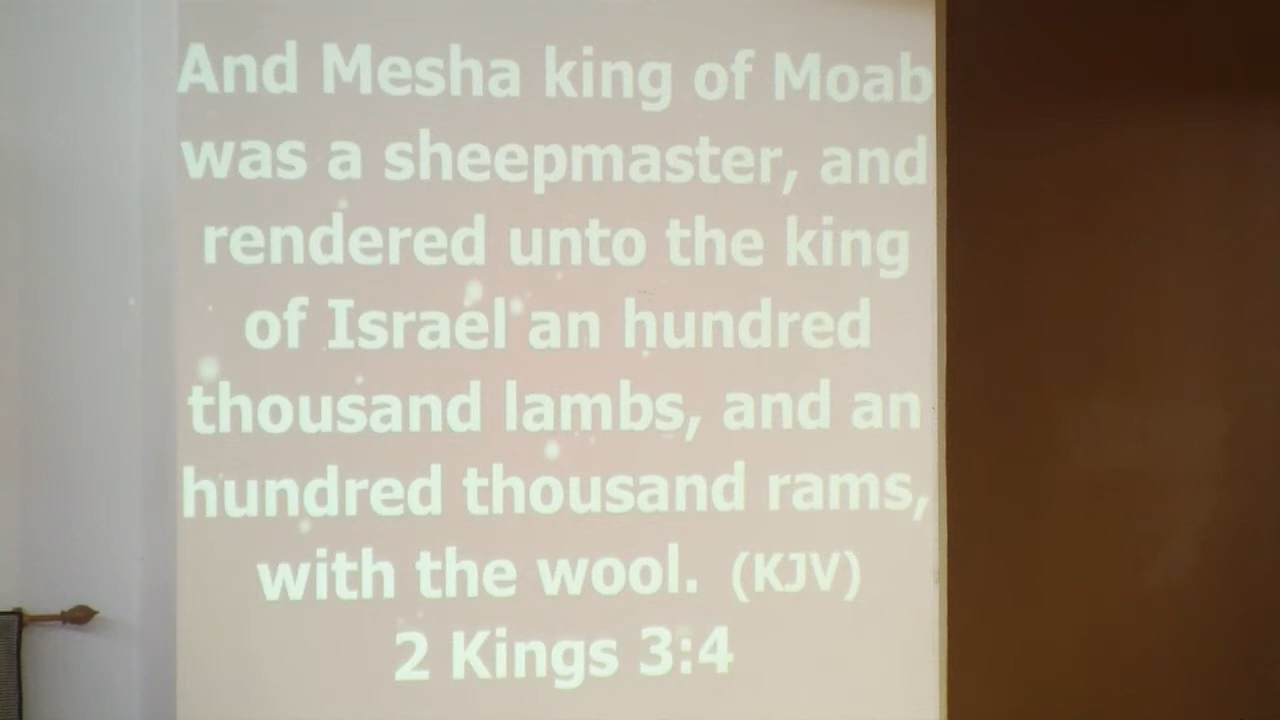 And Mesha king of Moab
was a sheepmaster, and
rendered unto the king
of Israel an hundred
thousand lambs, and an
hundred thousand rams,
with the wool. (KJV)
2 Kings 3:4